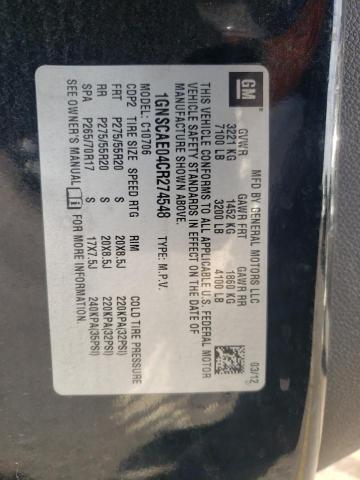 GM
MFD BY GENERAL MOTORS LLC
03/12
GVWR GAWR FRT GAWR RR
3221 KG 1452 KG 1860 KG
7100 LB 3200 LB 4100 LB
THIS VEHICLE CONFORMS TO ALL APPLICABLE U.S. FEDERAL MOTOR
VEHICLE SAFETY STANDARDS IN EFFECT ON THE DATE OF
MANUFACTURE SHOWN ABOVE.
1GNSCAE04CR274548 TYPE: M.P.V.
MODEL: C10706
CDP2 TIRE SIZE SPEED RTG RIM COLD TIRE PRESSURE
FRT P275/55R20 S 20X8.5J 220KPA(32PSI)
RR P275/55R20 S 20X8.5J 220KPA(32PSI)
SPA P265/70R17 S 17X7.5J 240KPA(35PSI)
SEE OWNER'S MANUAL i FOR MORE INFORMATION.